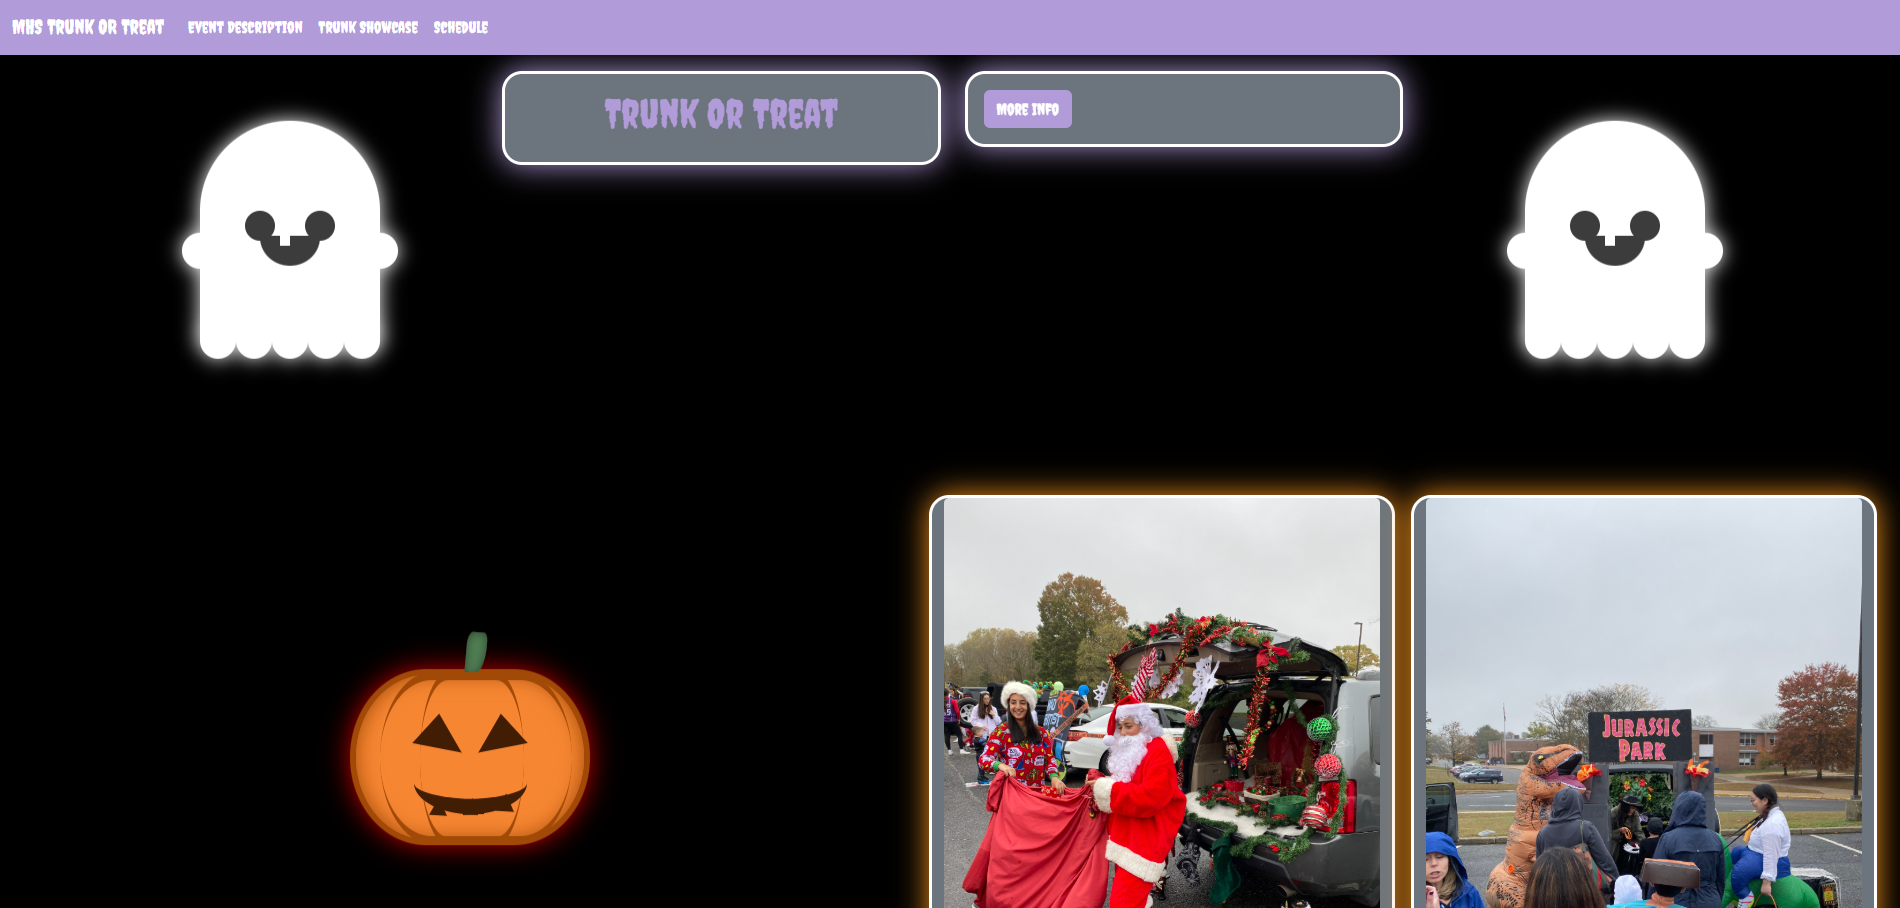 MHS TRUNK OR TREAT EVENT DESCRIPTION TRUNK SHOWCASE SCHEDULE
TRUNK OR TREAT
MORE INFO
JURASSIC
PARK